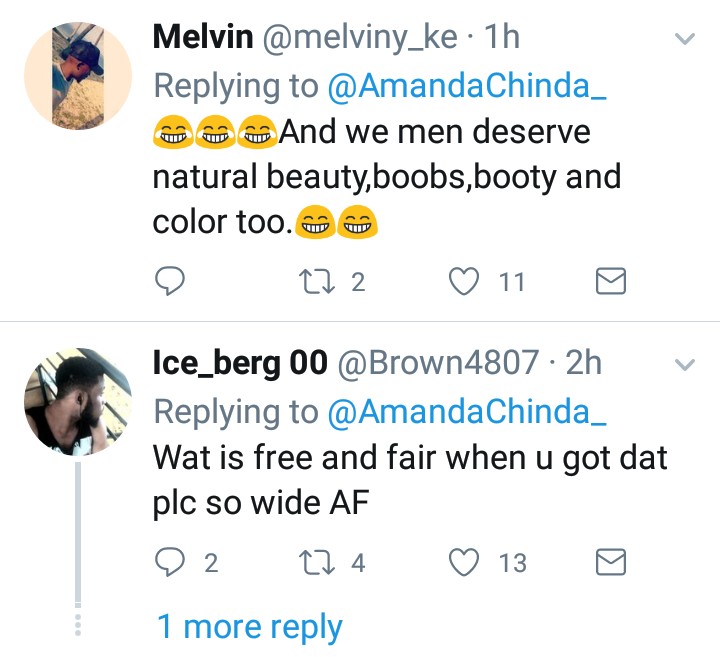 Melvin @melviny_ke · 1h
Replying to @AmandaChinda_
😂😂😂And we men deserve
natural beauty,boobs,booty and
color too.😁😁
2 11
Ice_berg 00 @Brown4807 · 2h
Replying to @AmandaChinda_
Wat is free and fair when u got dat
plc so wide AF
2 4 13
1 more reply